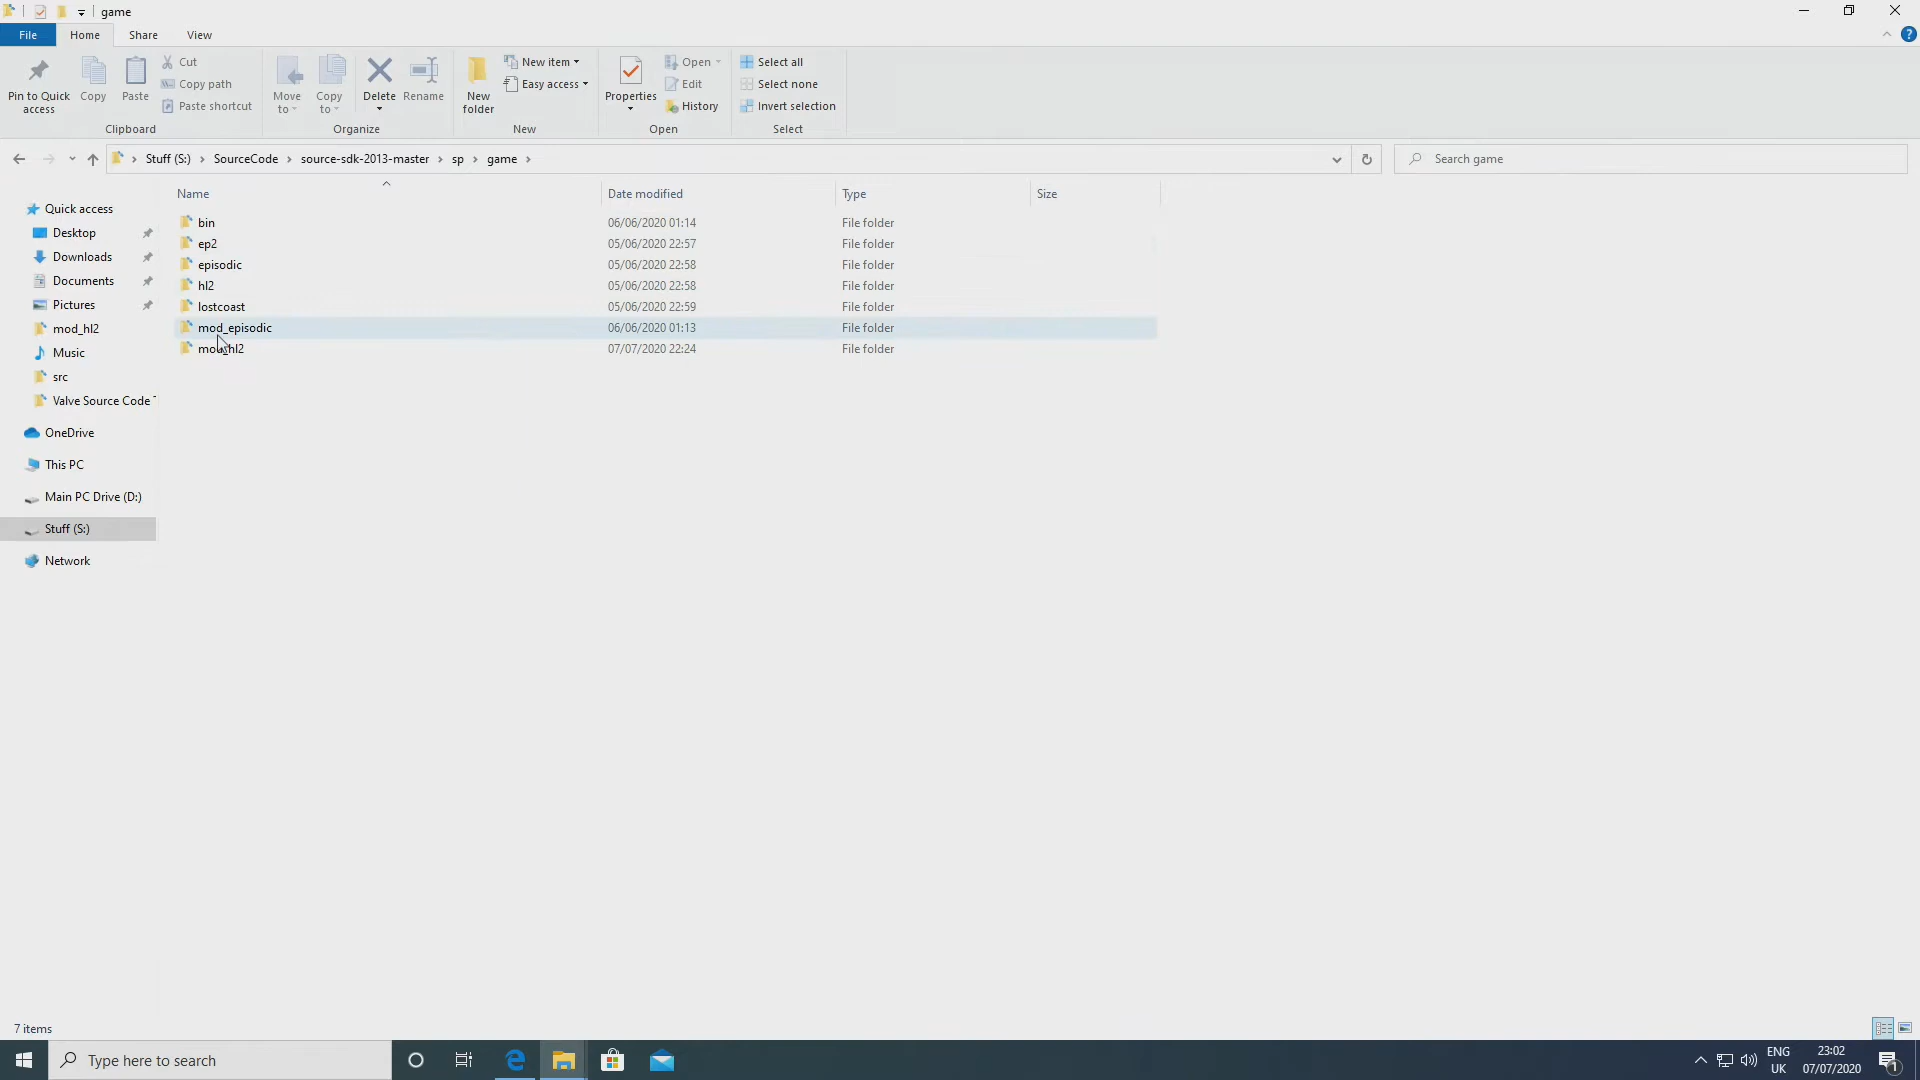 game
File Home Share View
Pin to Quick access
Copy
Paste
Cut
Copy path
Paste shortcut
Clipboard
Move to
Copy to
Delete
Rename
Organize
New folder
New item
Easy access
New
Properties
Open
Edit
History
Open
Select all
Select none
Invert selection
Select
Stuff (S:) SourceCode source-sdk-2013-master sp game
Search game
Name Date modified Type Size
bin 06/06/2020 01:14 File folder
ep2 05/06/2020 22:57 File folder
episodic 05/06/2020 22:58 File folder
hl2 05/06/2020 22:58 File folder
lostcoast 05/06/2020 22:59 File folder
mod_episodic 06/06/2020 01:13 File folder
mod_hl2 07/07/2020 22:24 File folder
Quick access
Desktop
Downloads
Documents
Pictures
mod_hl2
Music
src
Valve Source Code
OneDrive
This PC
Main PC Drive (D:)
Stuff (S:)
Network
7 items
Type here to search
ENG
UK
23:02
07/07/2020
1